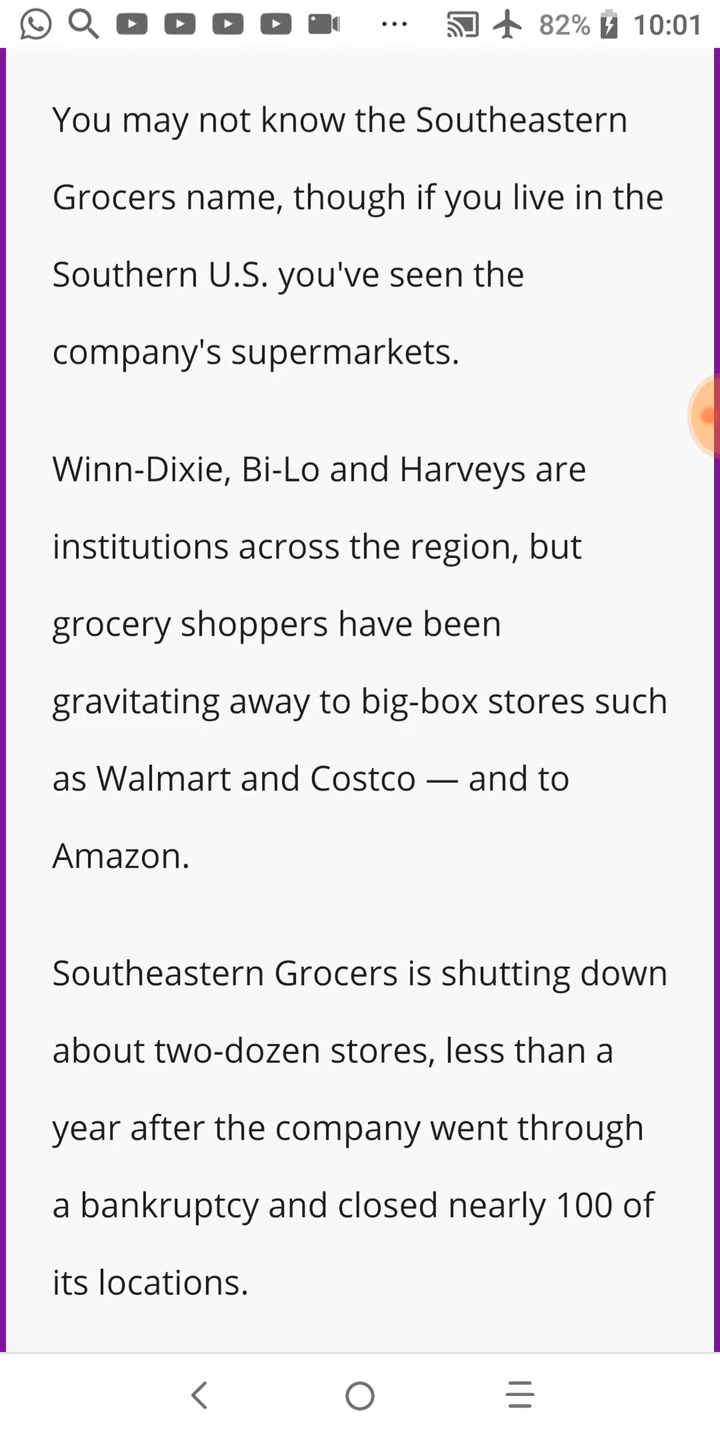 82% 10:01
You may not know the Southeastern
Grocers name, though if you live in the
Southern U.S. you've seen the
company's supermarkets.
Winn-Dixie, Bi-Lo and Harveys are
institutions across the region, but
grocery shoppers have been
gravitating away to big-box stores such
as Walmart and Costco — and to
Amazon.
Southeastern Grocers is shutting down
about two-dozen stores, less than a
year after the company went through
a bankruptcy and closed nearly 100 of
its locations.